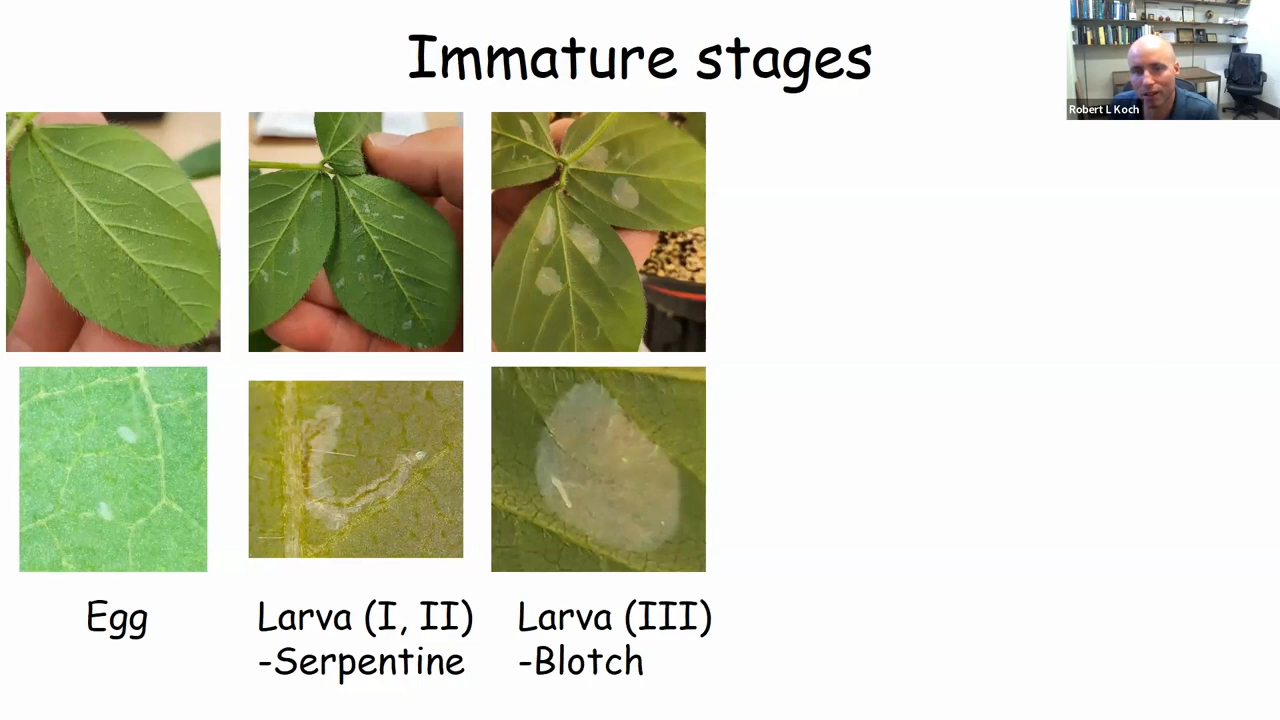 Immature stages
Robert L Koch
Egg
Larva (I, II)
-Serpentine
Larva (III)
-Blotch